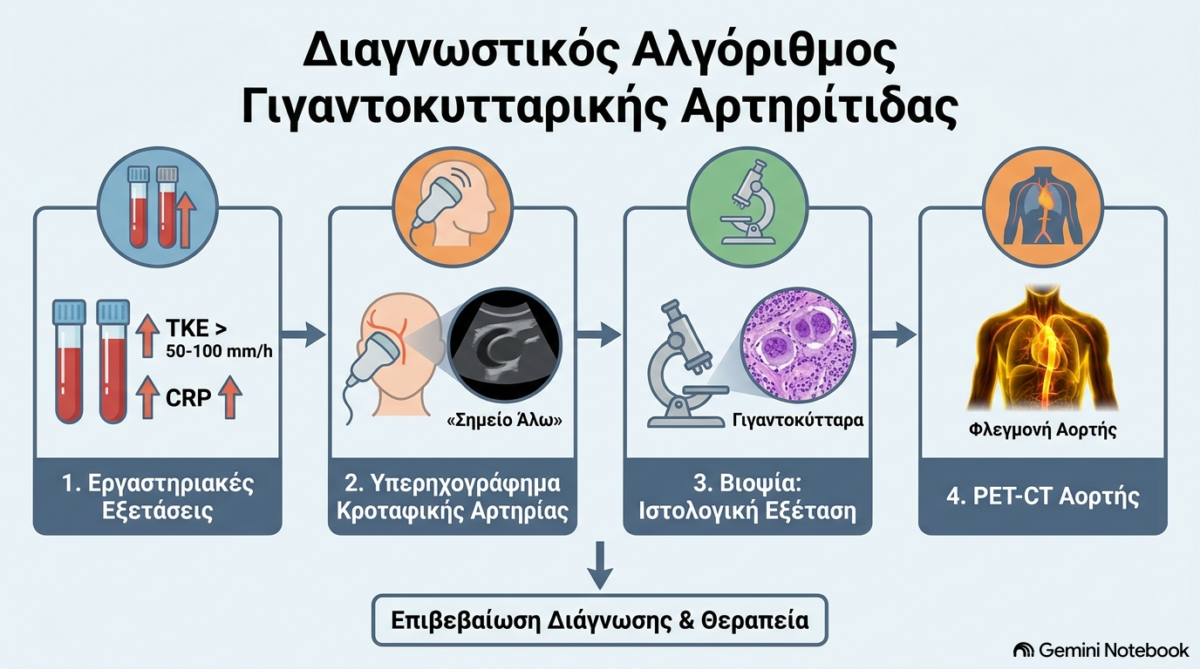 Διαγνωστικός Αλγόριθμος
Γιγαντοκυτταρικής Αρτηρίτιδας
ΤΚΕ >
50-100 mm/h
CRP
1. Εργαστηριακές
Εξετάσεις
«Σημείο Άλω»
2. Υπερηχογράφημα
Κροταφικής Αρτηρίας
Γιγαντοκύτταρα
3. Βιοψία:
Ιστολογική Εξέταση
Φλεγμονή Αορτής
4. PET-CT Αορτής
Επιβεβαίωση Διάγνωσης & Θεραπεία
Gemini Notebook